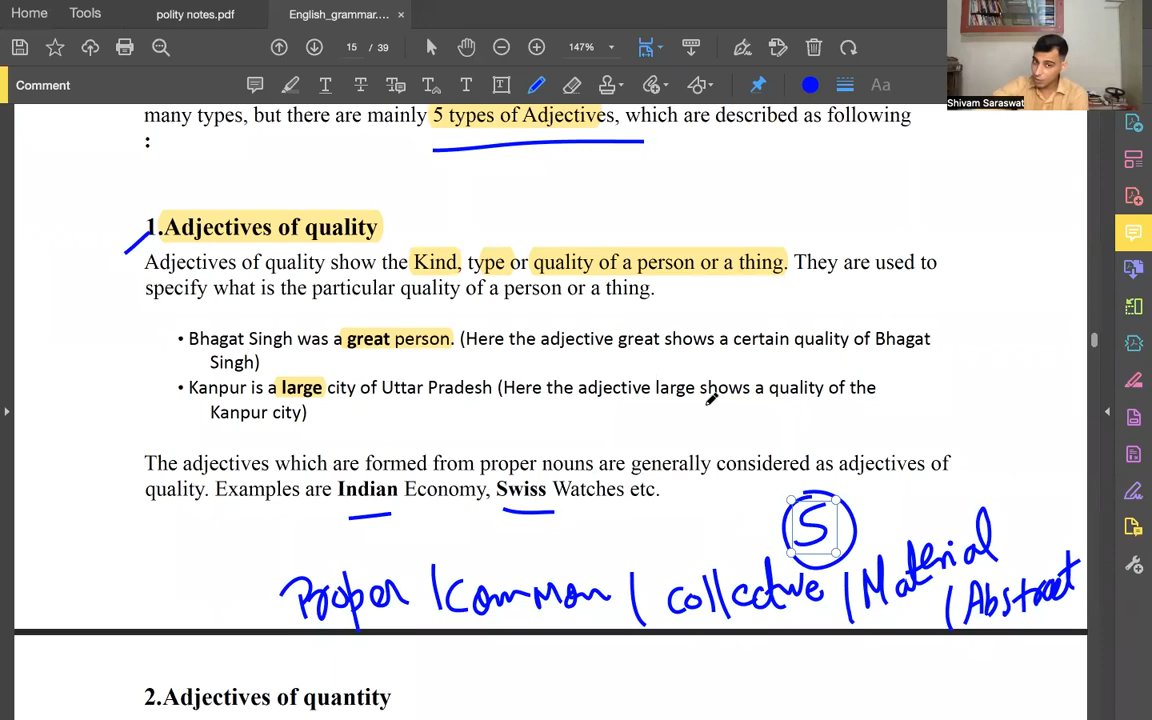 Home Tools polity notes.pdf English_grammar.... ×
15 / 39 147%
Comment Aa
Shivam Saraswat
many types, but there are mainly 5 types of Adjectives, which are described as following
:
1.Adjectives of quality
Adjectives of quality show the Kind, type or quality of a person or a thing. They are used to
specify what is the particular quality of a person or a thing.
• Bhagat Singh was a great person. (Here the adjective great shows a certain quality of Bhagat
Singh)
• Kanpur is a large city of Uttar Pradesh (Here the adjective large shows a quality of the
Kanpur city)
The adjectives which are formed from proper nouns are generally considered as adjectives of
quality. Examples are Indian Economy, Swiss Watches etc.
5
Proper / Common / collective / Material
/ Abstract
2.Adjectives of quantity